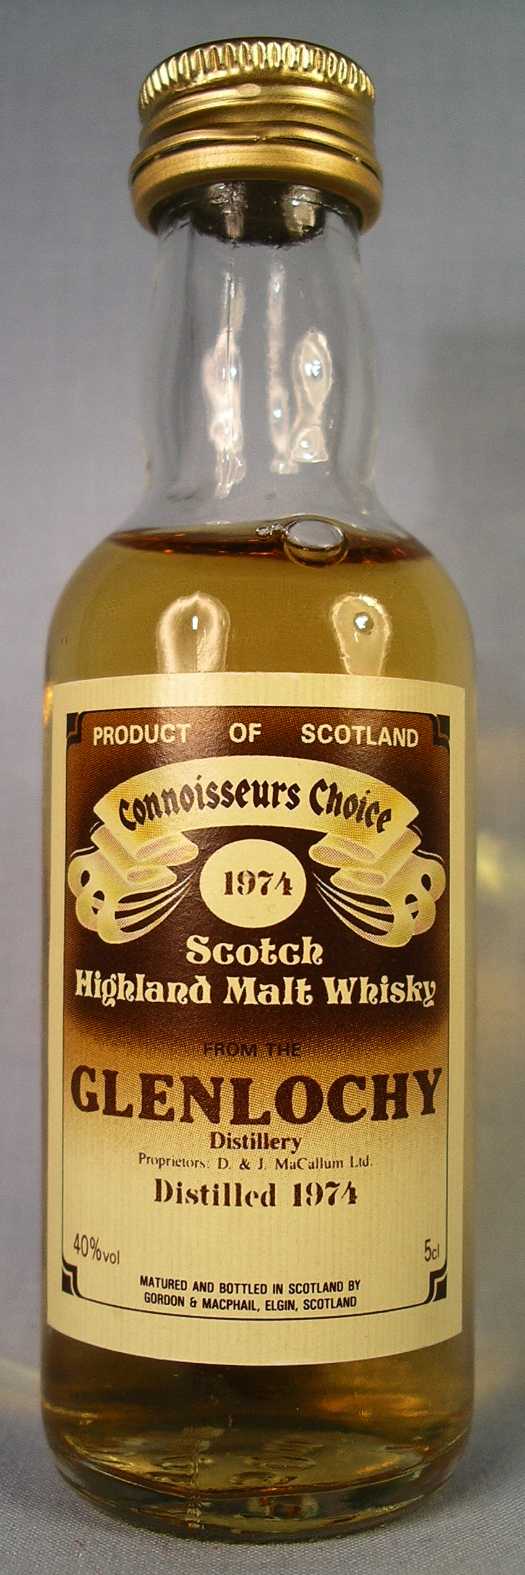 PRODUCT OF SCOTLAND
Connoisseurs Choice
1974
Scotch
Highland Malt Whisky
FROM THE
GLENLOCHY
Distillery
Proprietors: D. & J. MaCallum Ltd.
Distilled 1974
40%vol 5cl
MATURED AND BOTTLED IN SCOTLAND BY
GORDON & MACPHAIL, ELGIN, SCOTLAND